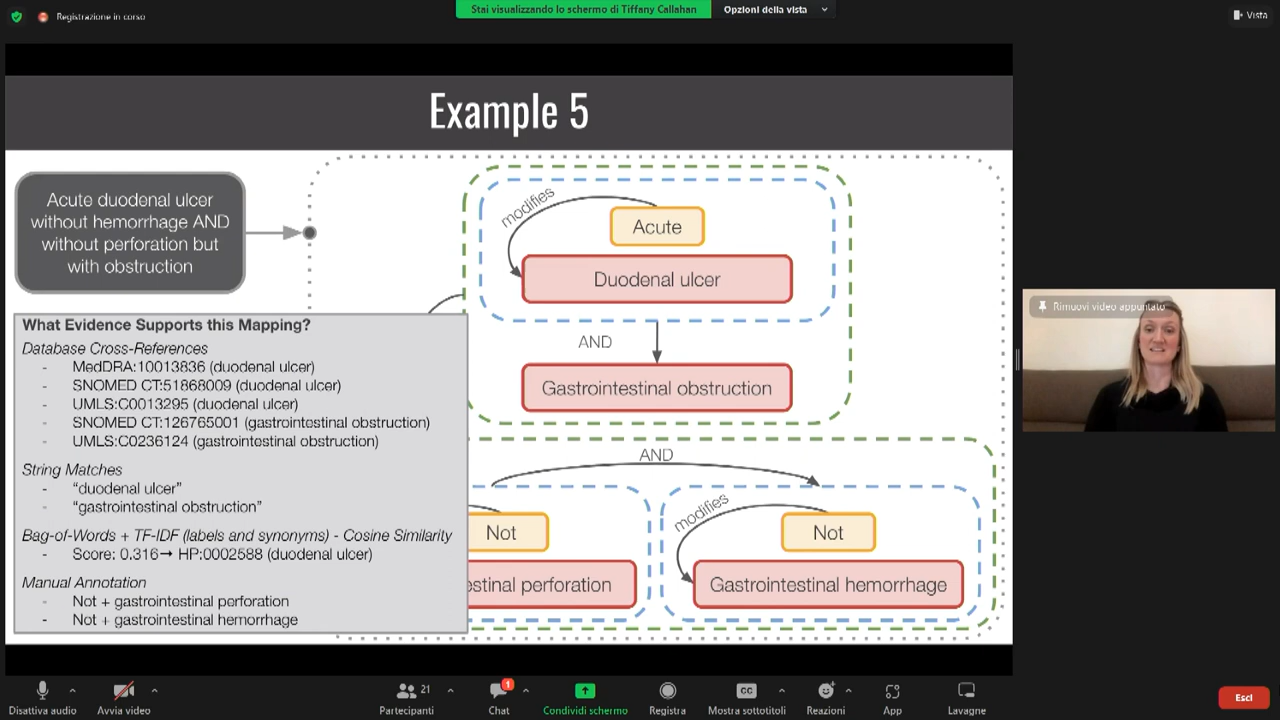 Registrazione in corso
Stai visualizzando lo schermo di Tiffany Callahan
Opzioni della vista
Vista
Example 5
Acute duodenal ulcer
without hemorrhage AND
without perforation but
with obstruction
modifies
Acute
Duodenal ulcer
AND
Gastrointestinal obstruction
What Evidence Supports this Mapping?
Database Cross-References
- MedDRA:10013836 (duodenal ulcer)
- SNOMED CT:51868009 (duodenal ulcer)
- UMLS:C0013295 (duodenal ulcer)
- SNOMED CT:126765001 (gastrointestinal obstruction)
- UMLS:C0236124 (gastrointestinal obstruction)
String Matches
- “duodenal ulcer”
- “gastrointestinal obstruction”
Bag-of-Words + TF-IDF (labels and synonyms) - Cosine Similarity
- Score: 0.316→ HP:0002588 (duodenal ulcer)
Manual Annotation
- Not + gastrointestinal perforation
- Not + gastrointestinal hemorrhage
AND
Not
estinal perforation
modifies
Not
Gastrointestinal hemorrhage
Rimuovi video appuntato
Disattiva audio
Avvia video
21
Partecipanti
1
Chat
Condividi schermo
Registra
CC
Mostra sottotitoli
Reazioni
App
Lavagne
Esci